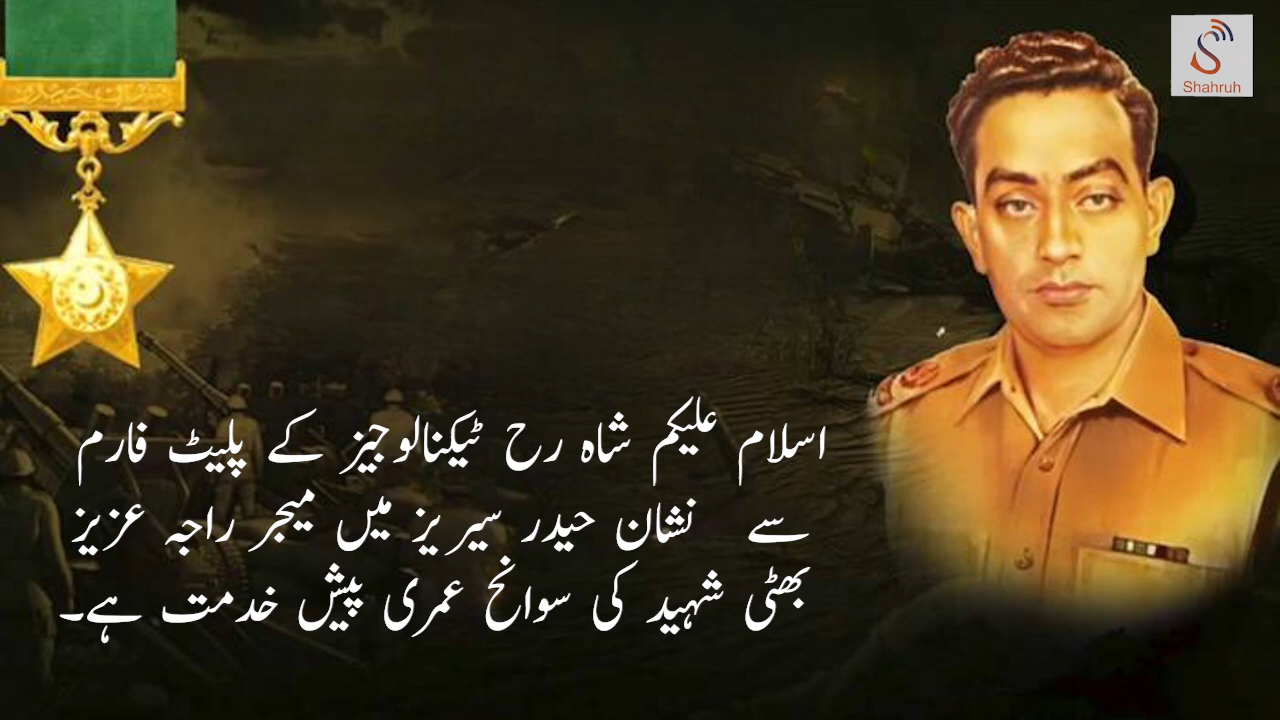 Shahruh
اسلام علیکم شاہ رح ٹیکنالوجیز کے پلیٹ فارم
سے نشان حیدر سیریز میں میجر راجہ عزیز
بھٹی شہید کی سوانح عمری پیش خدمت ہے۔